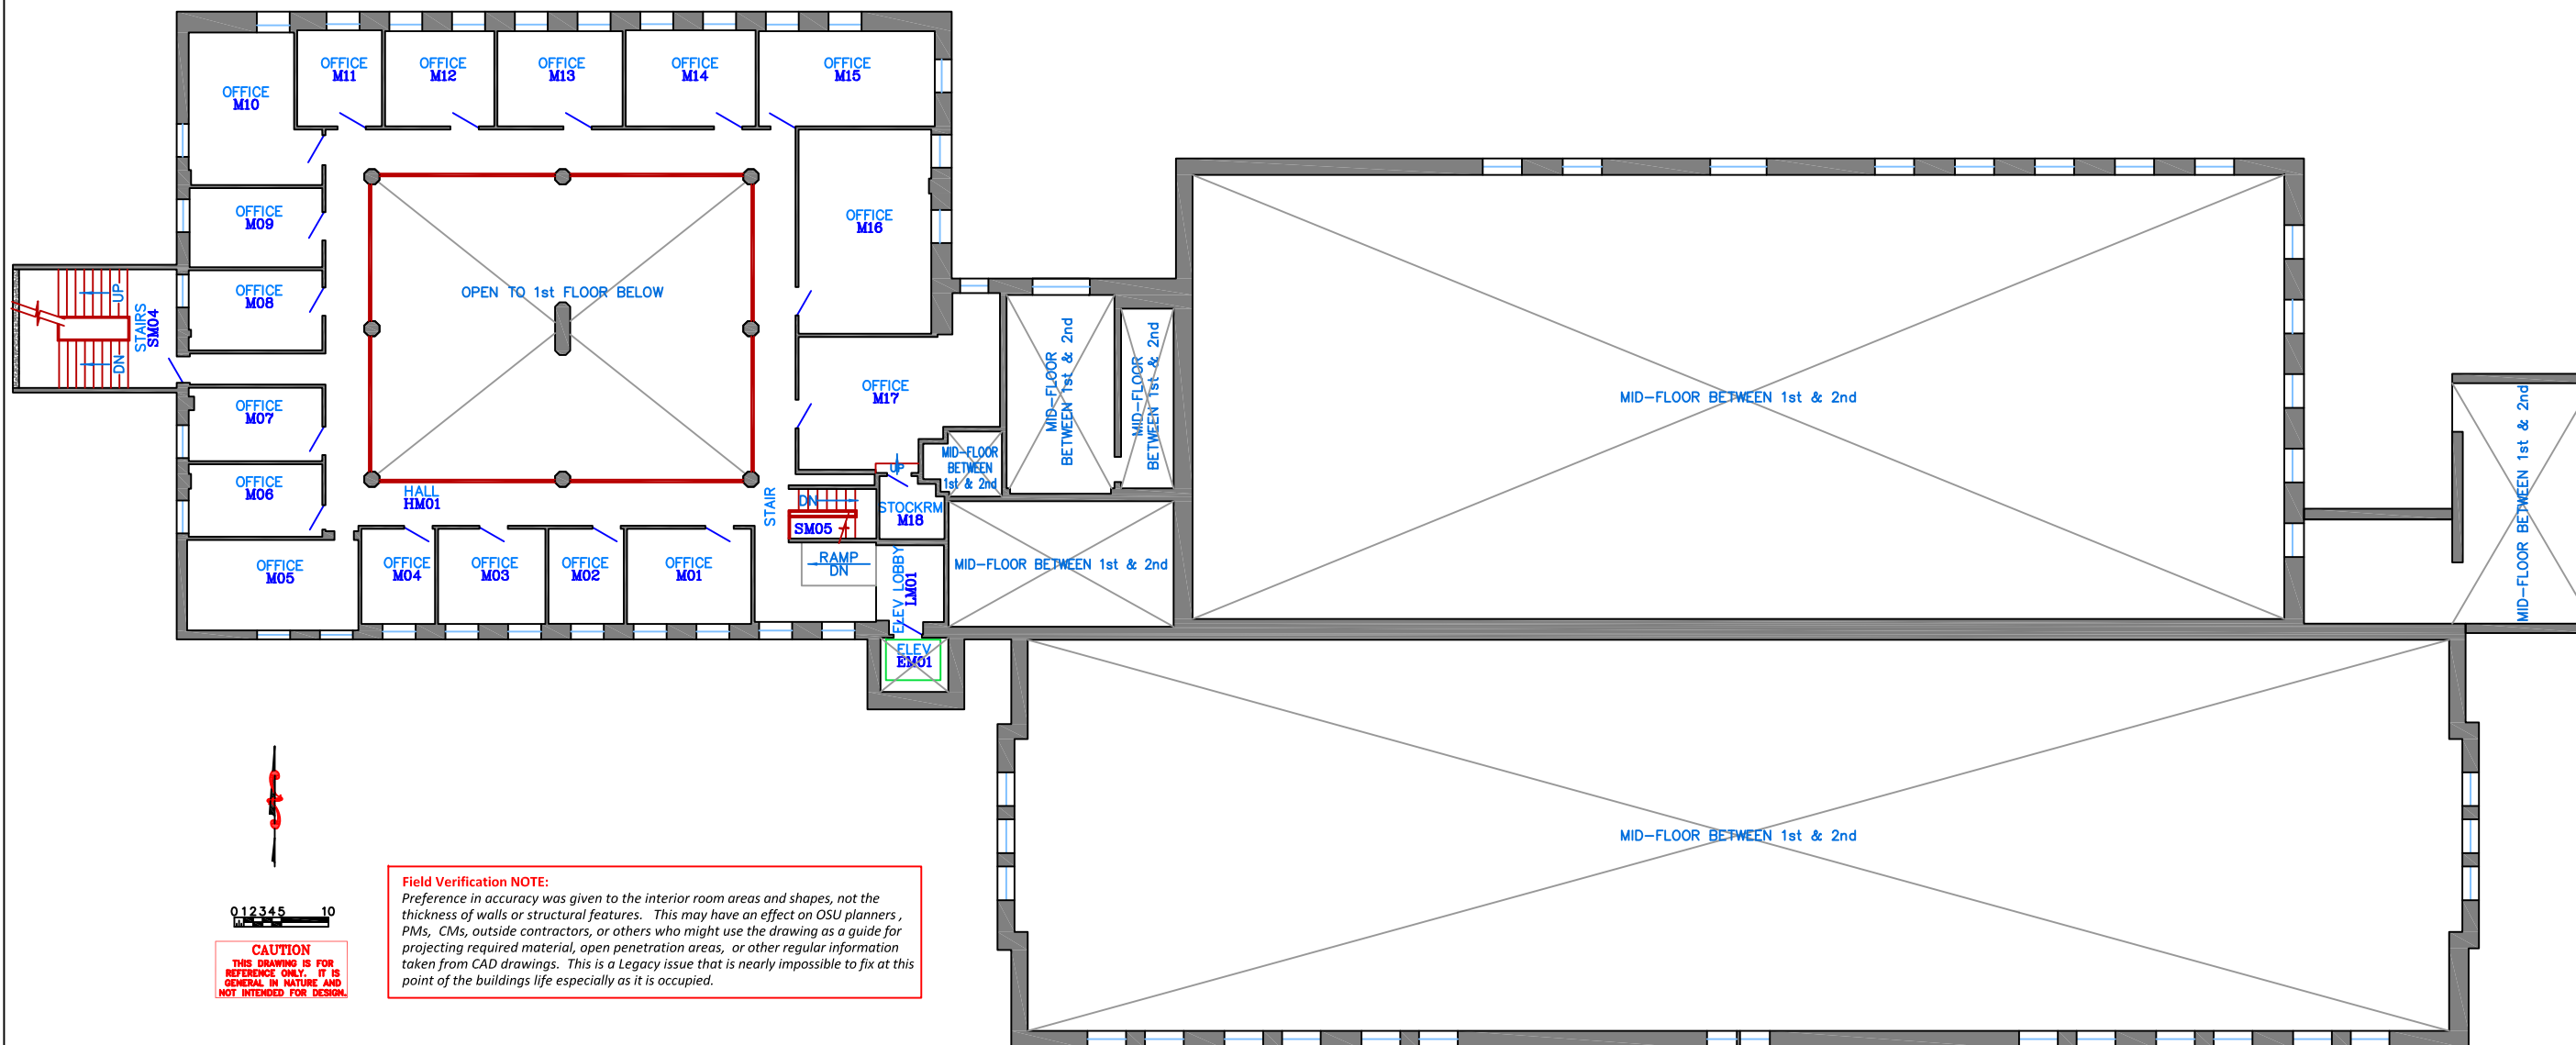 OFFICE
M10
OFFICE
M11
OFFICE
M12
OFFICE
M13
OFFICE
M14
OFFICE
M15
OFFICE
M09
OFFICE
M16
OFFICE
M08
UP
DN
STAIRS
SM04
OPEN TO 1st FLOOR BELOW
OFFICE
M07
OFFICE
M17
OFFICE
M06
HALL
HM01
STAIR
DN
SM05
UP
STOCKRM
M18
MID-FLOOR
BETWEEN
1st & 2nd
MID-FLOOR
BETWEEN 1st & 2nd
MID-FLOOR
BETWEEN 1st & 2nd
MID-FLOOR BETWEEN 1st & 2nd
MID-FLOOR BETWEEN 1st & 2nd
OFFICE
M05
OFFICE
M04
OFFICE
M03
OFFICE
M02
OFFICE
M01
RAMP
DN
ELEV LOBBY
LM01
MID-FLOOR BETWEEN 1st & 2nd
ELEV
EM01
MID-FLOOR BETWEEN 1st & 2nd
0 1 2 3 4 5 10
CAUTION
THIS DRAWING IS FOR
REFERENCE ONLY. IT IS
GENERAL IN NATURE AND
NOT INTENDED FOR DESIGN.
Field Verification NOTE:
Preference in accuracy was given to the interior room areas and shapes, not the
thickness of walls or structural features. This may have an effect on OSU planners ,
PMs, CMs, outside contractors, or others who might use the drawing as a guide for
projecting required material, open penetration areas, or other regular information
taken from CAD drawings. This is a Legacy issue that is nearly impossible to fix at this
point of the buildings life especially as it is occupied.